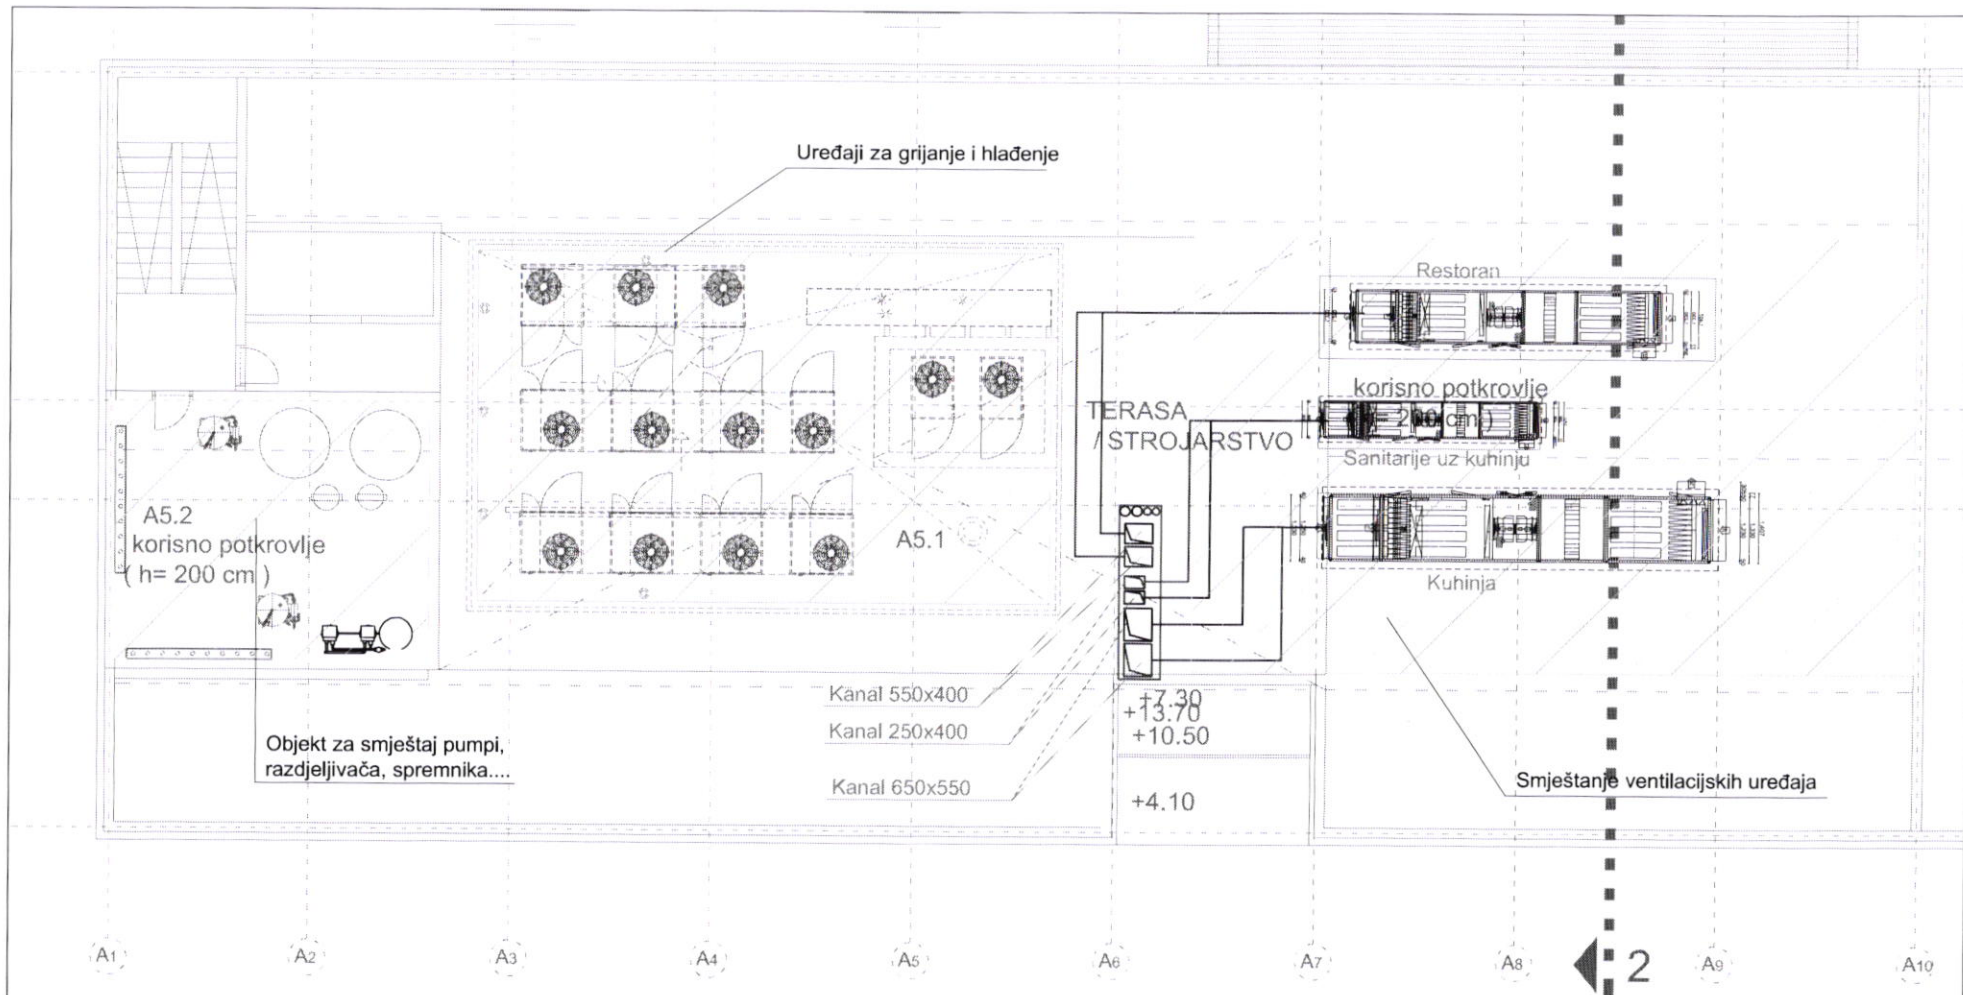 Uređaji za grijanje i hlađenje
Restoran
korisno potkrovlje
TERASA
/ STROJARSTVO
200 cm )
Sanitarije uz kuhinju
A5.2
korisno potkrovlje
( h= 200 cm )
A5.1
Kuhinja
Kanal 550x400
Kanal 250x400
Kanal 650x550
+7.30
+13.70
+10.50
+4.10
Objekt za smještaj pumpi,
razdjeljivača, spremnika....
Smještanje ventilacijskih uređaja
A1
A2
A3
A4
A5
A6
A7
A8
2
A9
A10